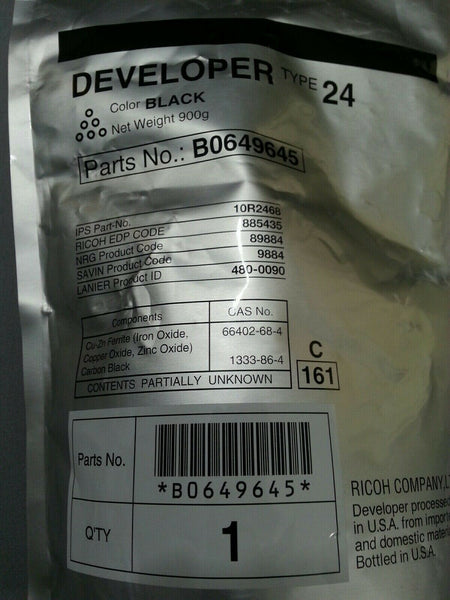 DEVELOPER TYPE 24
Color BLACK
Net Weight 900g
Parts No.: B0649645
IPS Part-No. 10R2468
RICOH EDP CODE 885435
NRG Product Code 89884
SAVIN Product Code 9884
LANIER Product ID 480-0090
Components CAS No.
Cu-Zn Ferrite (Iron Oxide, 66402-68-4
Copper Oxide, Zinc Oxide)
Carbon Black 1333-86-4
CONTENTS PARTIALLY UNKNOWN
C
161
Parts No. *B0649645*
Q'TY 1
RICOH COMPANY,
Developer processed
in U.S.A. from
and domestic
Bottled in U.S.A.